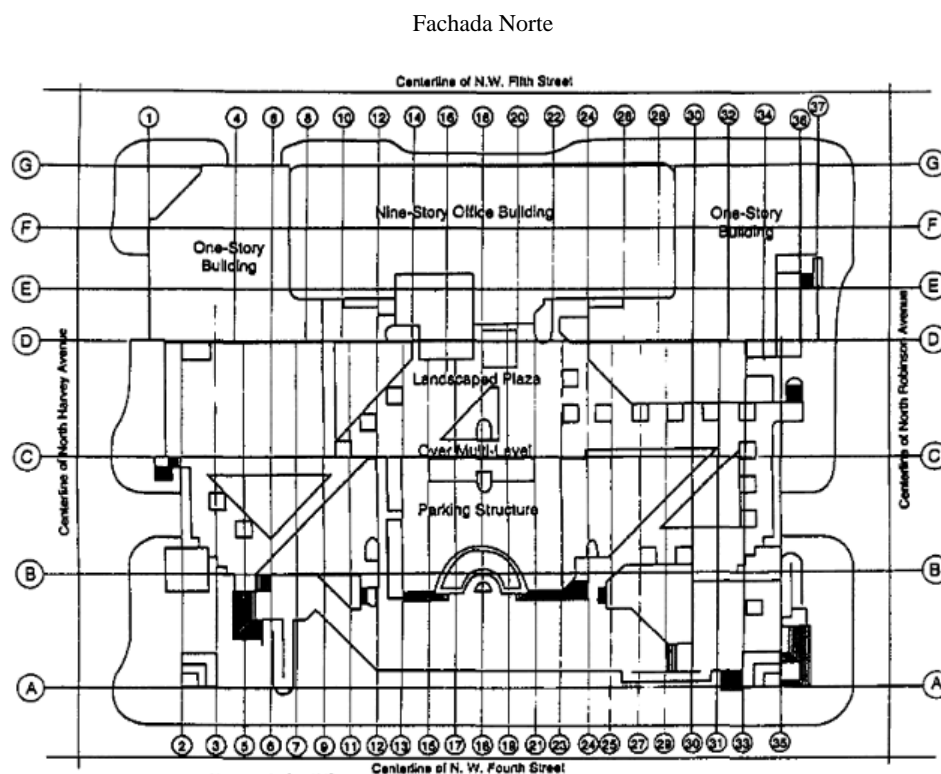 Fachada Norte
Centerline of N.W. Fifth Street
1 4 6 8 10 12 14 16 18 20 22 24 26 28 30 32 34 36 37
G G
Nine-Story Office Building
One-Story
Building
F F
One-Story
Building
E E
D D
Centerline of North Harvey Avenue
Centerline of North Robinson Avenue
Landscaped Plaza
Over Multi-Level
C C
Parking Structure
B B
A A
2 3 5 6 7 9 11 12 13 15 17 18 19 21 23 24 25 27 29 30 31 33 35
Centerline of N. W. Fourth Street